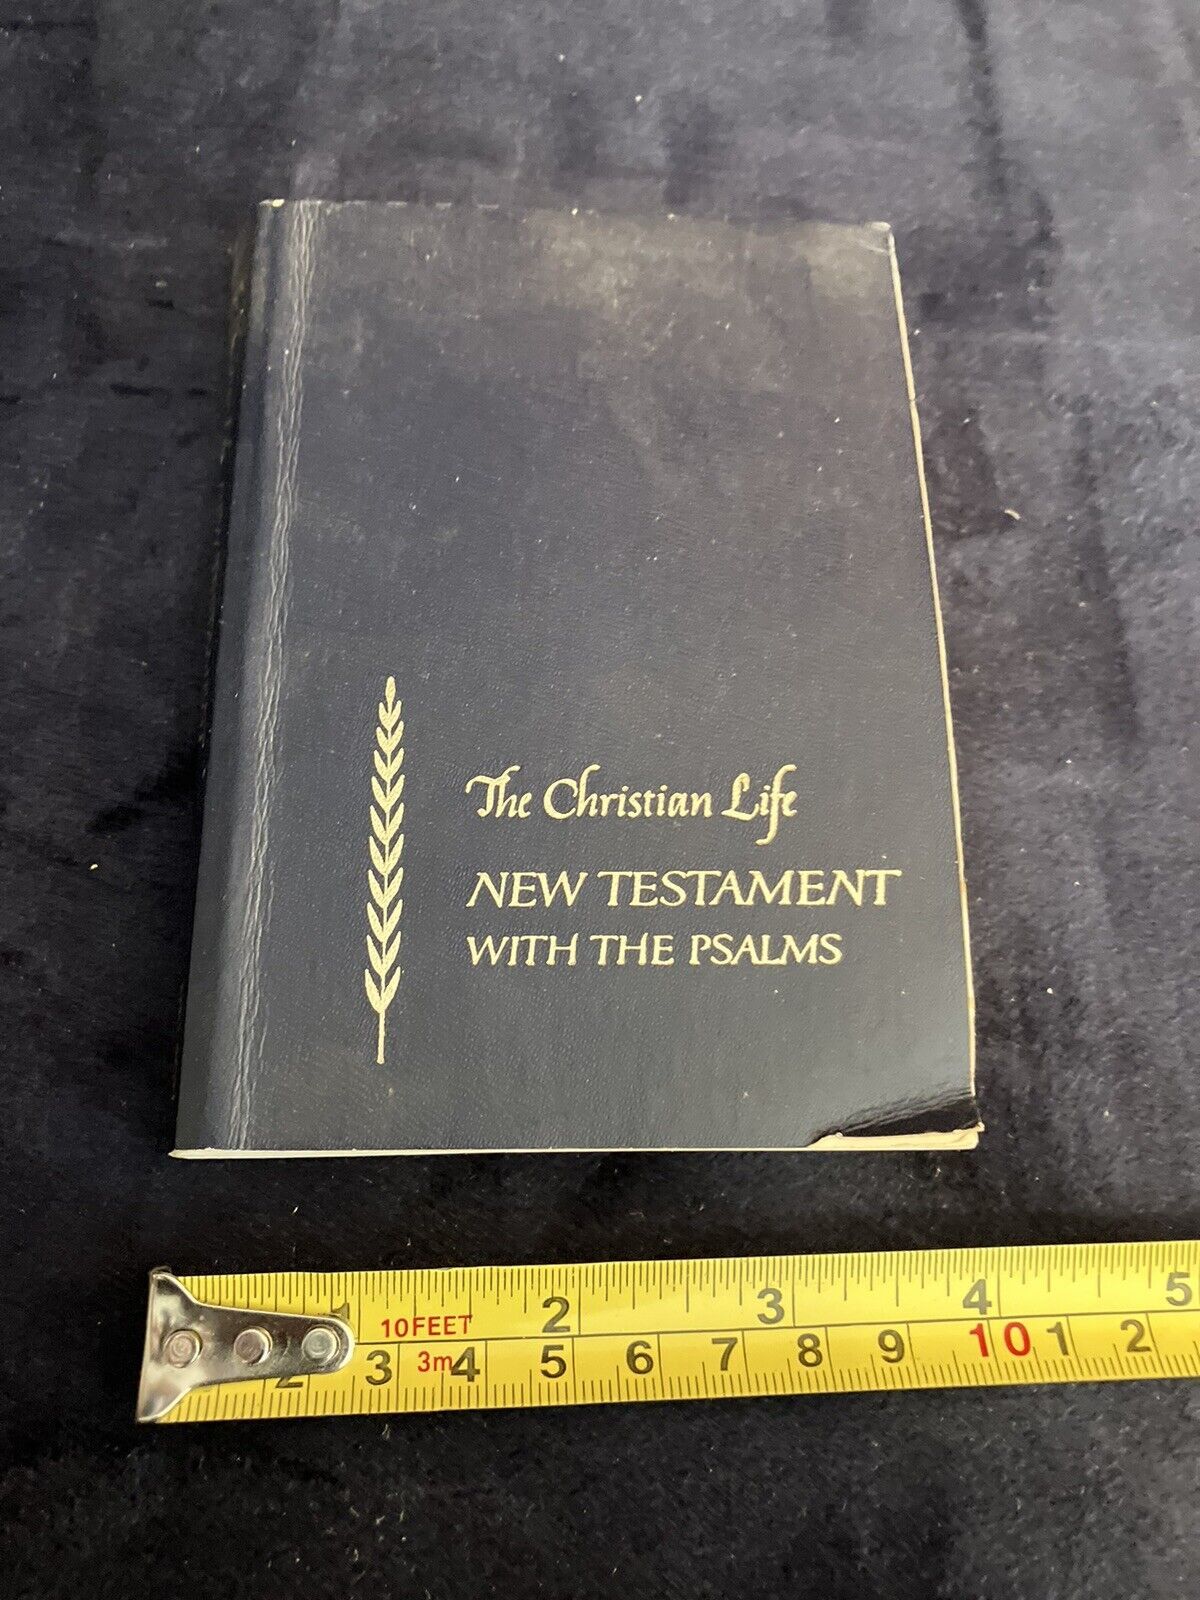 The Christian Life
NEW TESTAMENT
WITH THE PSALMS
1 10FEET 2 3 4 5
2 3 3m 4 5 6 7 8 9 10 1 2